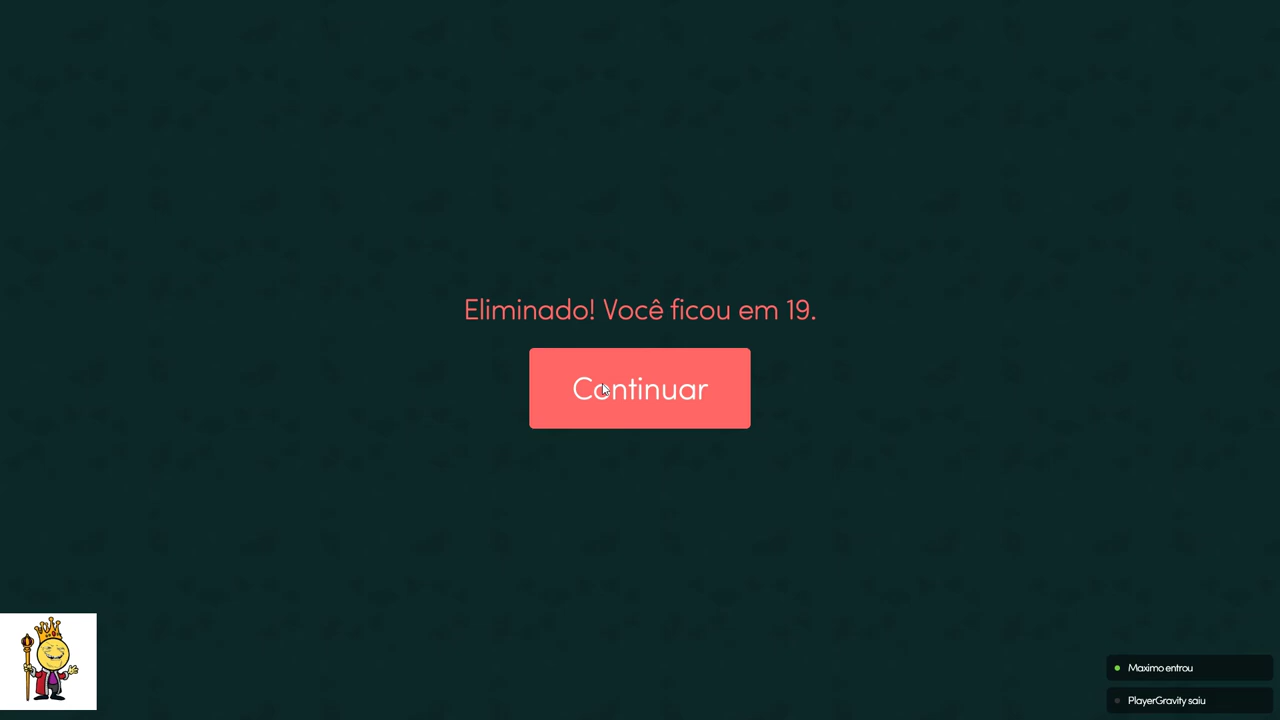 Eliminado! Você ficou em 19.
Continuar
Maximo entrou
PlayerGravity saiu